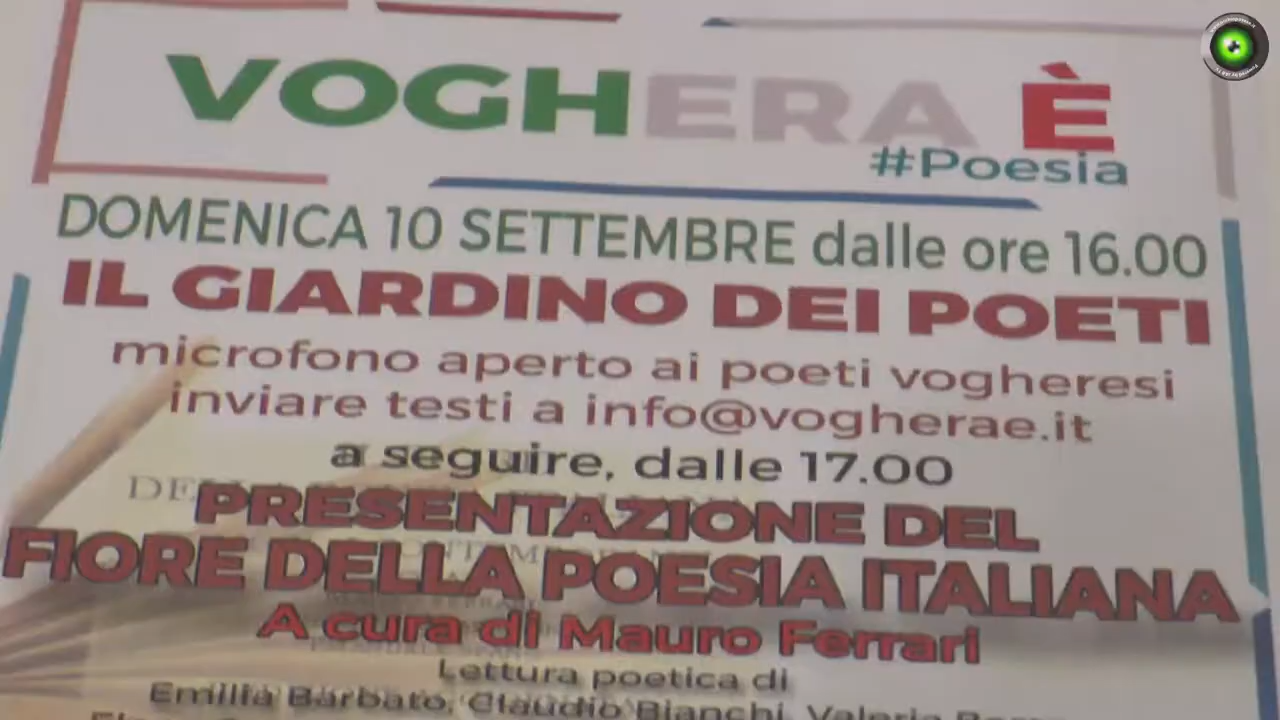 VOGHERA È
#Poesia
DOMENICA 10 SETTEMBRE dalle ore 16.00
IL GIARDINO DEI POETI
microfono aperto ai poeti vogheresi
inviare testi a info@vogherae.it
a seguire, dalle 17.00
PRESENTAZIONE DEL
FIORE DELLA POESIA ITALIANA
A cura di Mauro Ferrari
Lettura poetica di
Emilia Barbato, Claudio Bianchi, Valeria